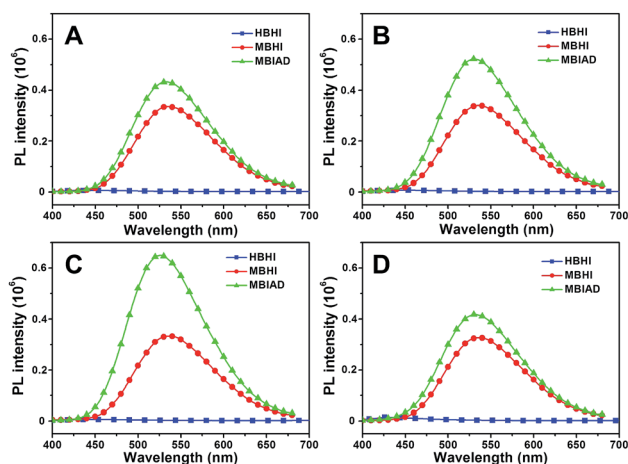 A
HBHI
MBHI
MBIAD
PL intensity (10⁶)
0.6
0.4
0.2
0
400 450 500 550 600 650 700
Wavelength (nm)
B
HBHI
MBHI
MBIAD
PL intensity (10⁶)
0.6
0.4
0.2
0
400 450 500 550 600 650 700
Wavelength (nm)
C
HBHI
MBHI
MBIAD
PL intensity (10⁶)
0.6
0.4
0.2
0
400 450 500 550 600 650 700
Wavelength (nm)
D
HBHI
MBHI
MBIAD
PL intensity (10⁶)
0.6
0.4
0.2
0
400 450 500 550 600 650 700
Wavelength (nm)